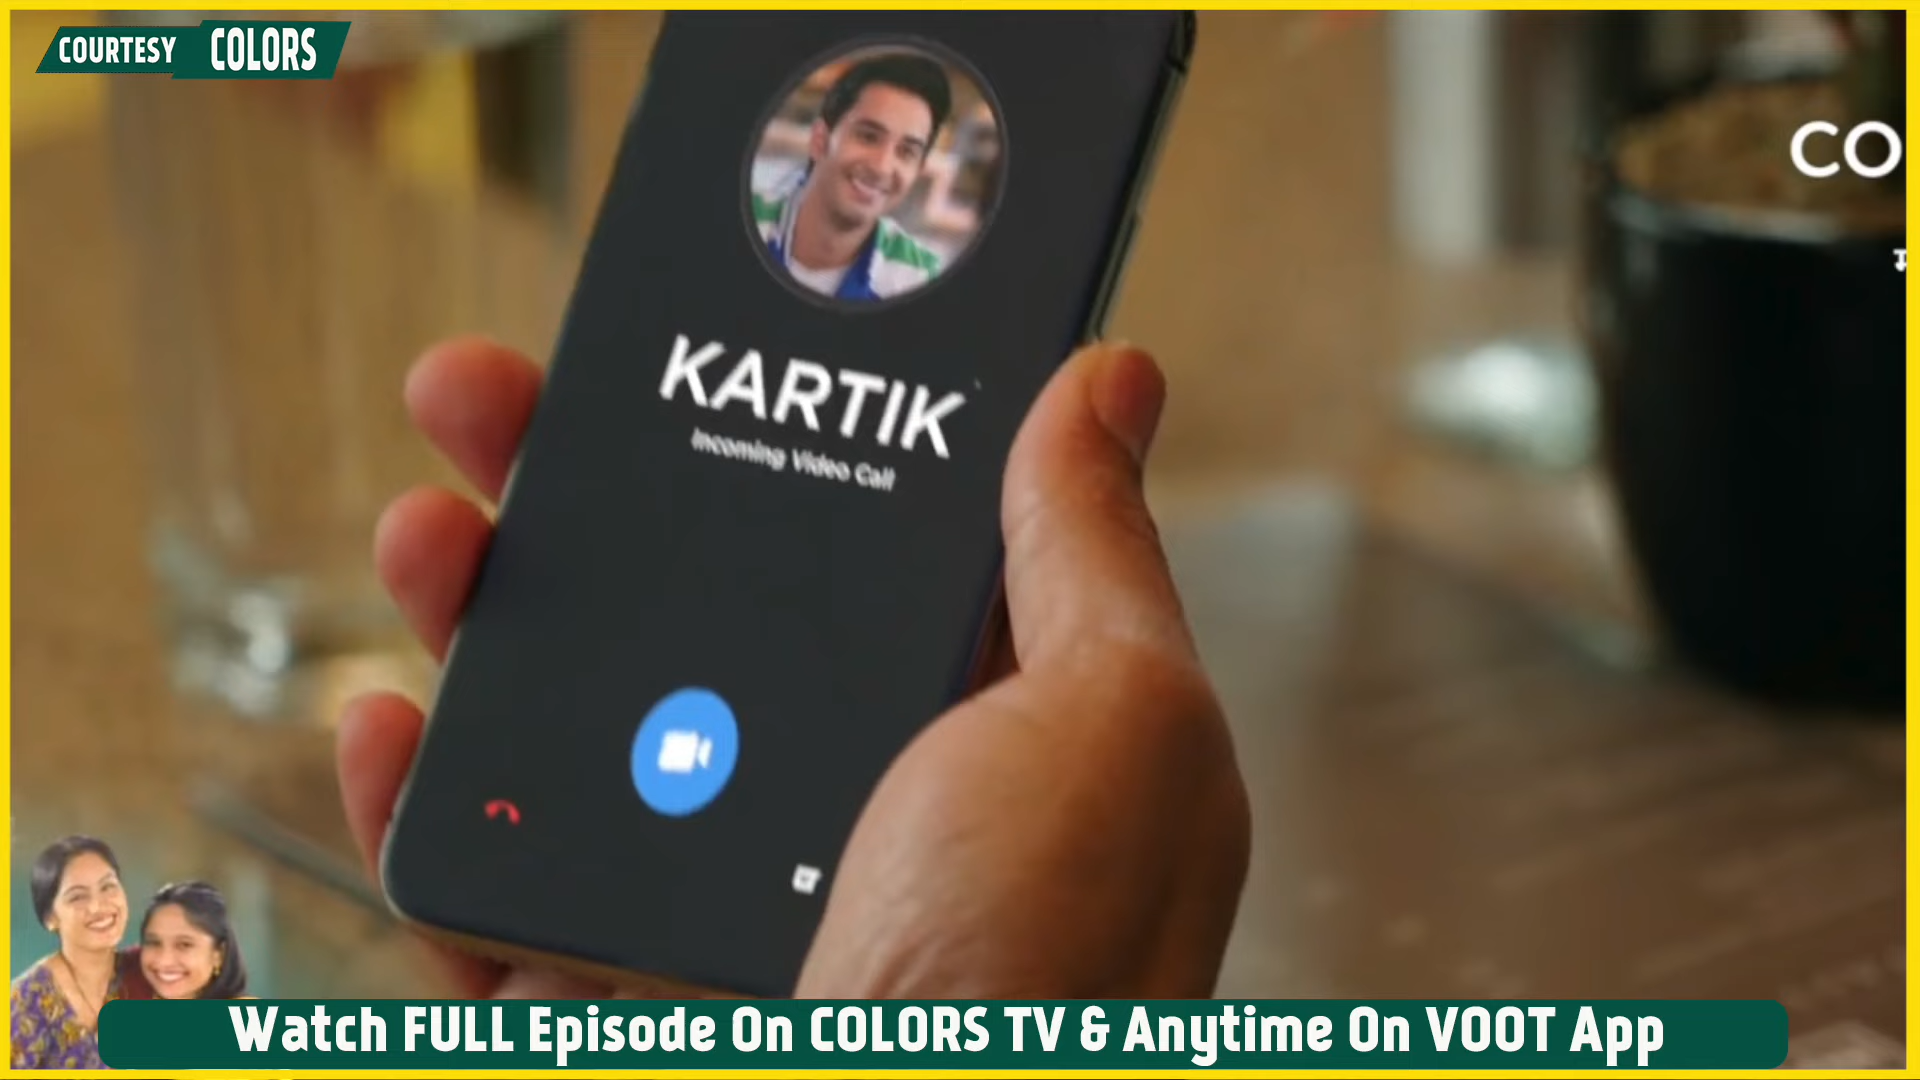 COURTESY COLORS
CO
KARTIK
Incoming Video Call
Watch FULL Episode On COLORS TV & Anytime On VOOT App